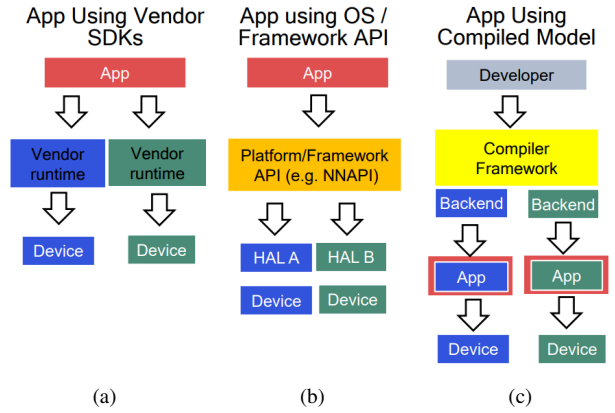 App Using Vendor
SDKs
App
Vendor
runtime
Vendor
runtime
Device
Device
(a)
App using OS /
Framework API
App
Platform/Framework
API (e.g. NNAPI)
HAL A
HAL B
Device
Device
(b)
App Using
Compiled Model
Developer
Compiler
Framework
Backend
Backend
App
App
Device
Device
(c)